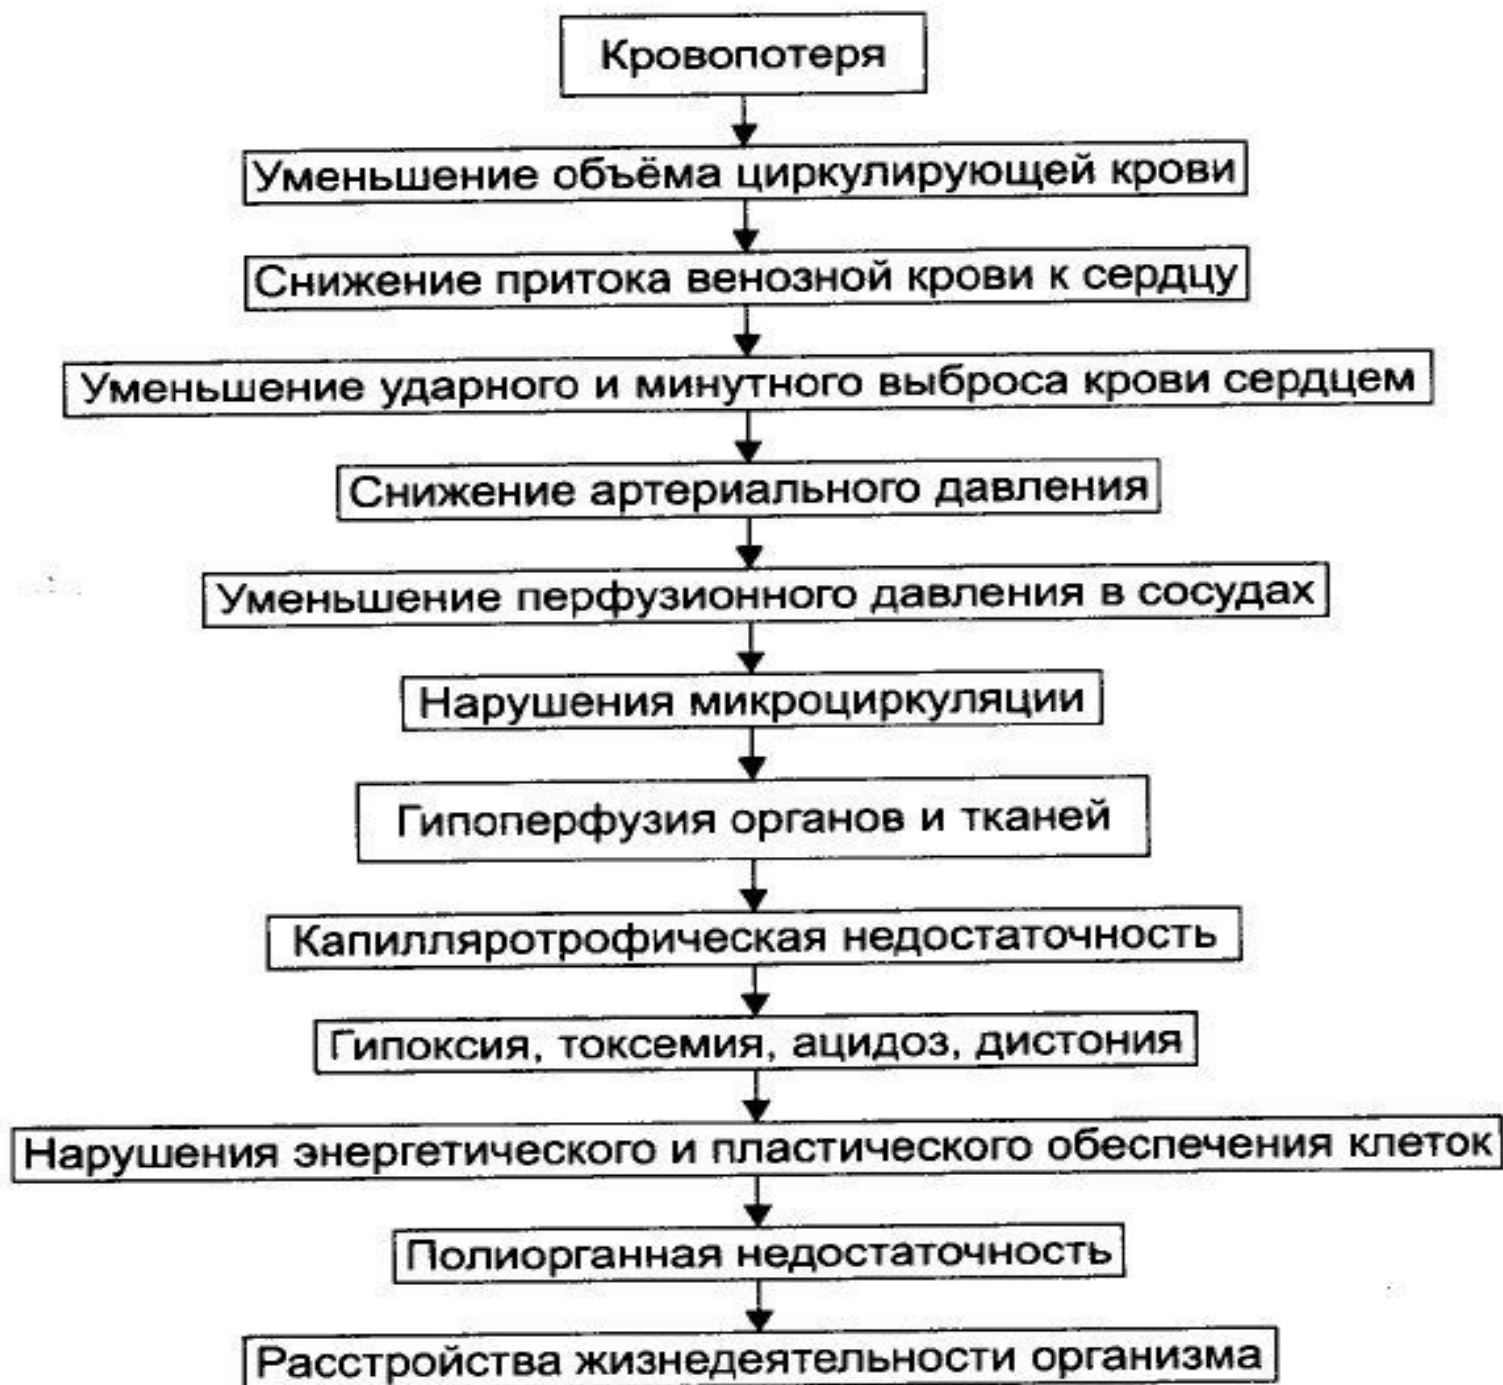 Кровопотеря
Уменьшение объёма циркулирующей крови
Снижение притока венозной крови к сердцу
Уменьшение ударного и минутного выброса крови сердцем
Снижение артериального давления
Уменьшение перфузионного давления в сосудах
Нарушения микроциркуляции
Гипоперфузия органов и тканей
Капилляротрофическая недостаточность
Гипоксия, токсемия, ацидоз, дистония
Нарушения энергетического и пластического обеспечения клеток
Полиорганная недостаточность
Расстройства жизнедеятельности организма